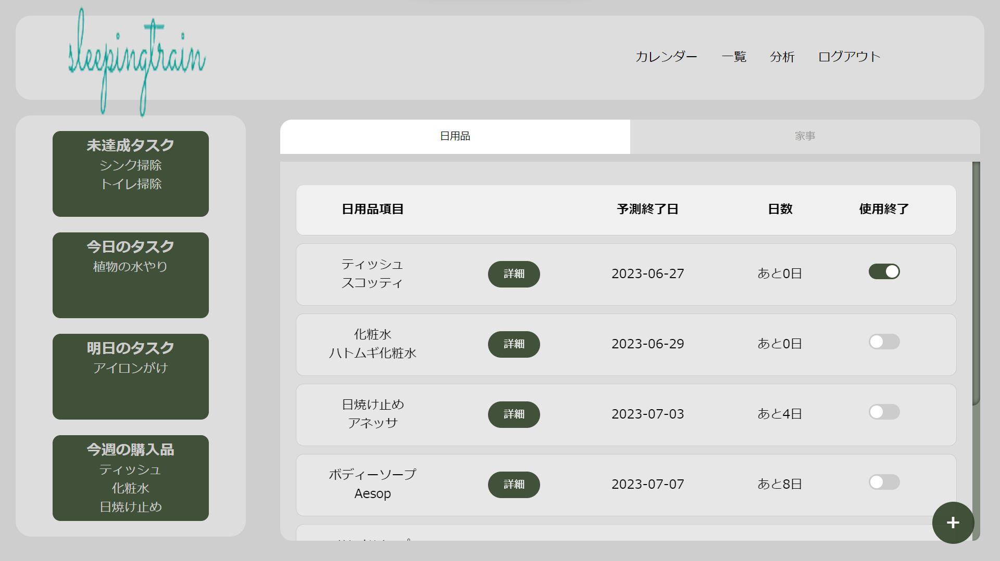 sleepingtrain
カレンダー 一覧 分析 ログアウト
未達成タスク
シンク掃除
トイレ掃除
今日のタスク
植物の水やり
明日のタスク
アイロンがけ
今週の購入品
ティッシュ
化粧水
日焼け止め
日用品 家事
日用品項目 予測終了日 日数 使用終了
ティッシュ
スコッティ
詳細 2023-06-27 あと0日
化粧水
ハトムギ化粧水
詳細 2023-06-29 あと0日
日焼け止め
アネッサ
詳細 2023-07-03 あと4日
ボディーソープ
Aesop
詳細 2023-07-07 あと8日
+